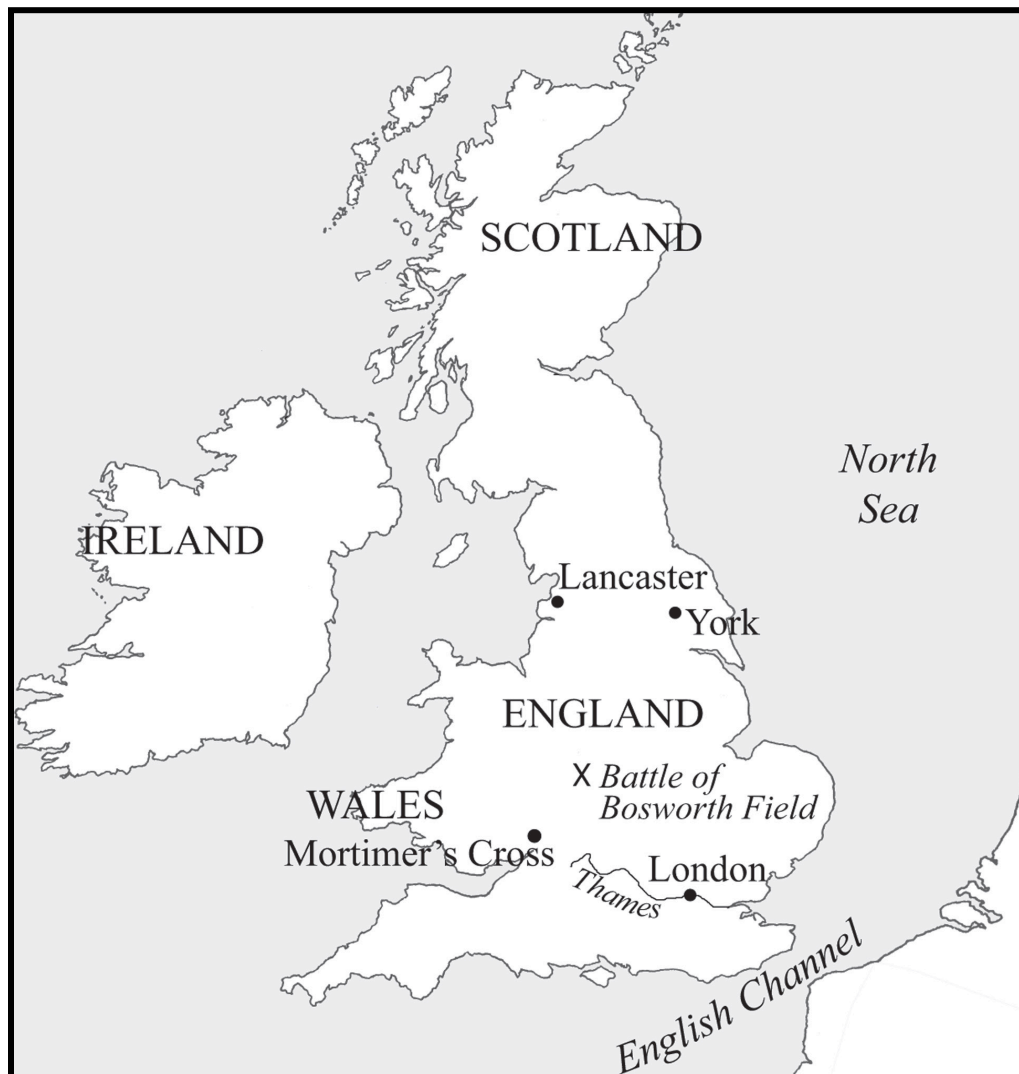 SCOTLAND
North
Sea
IRELAND
Lancaster
York
ENGLAND
X Battle of
Bosworth Field
WALES
Mortimer's Cross
London
Thames
English Channel